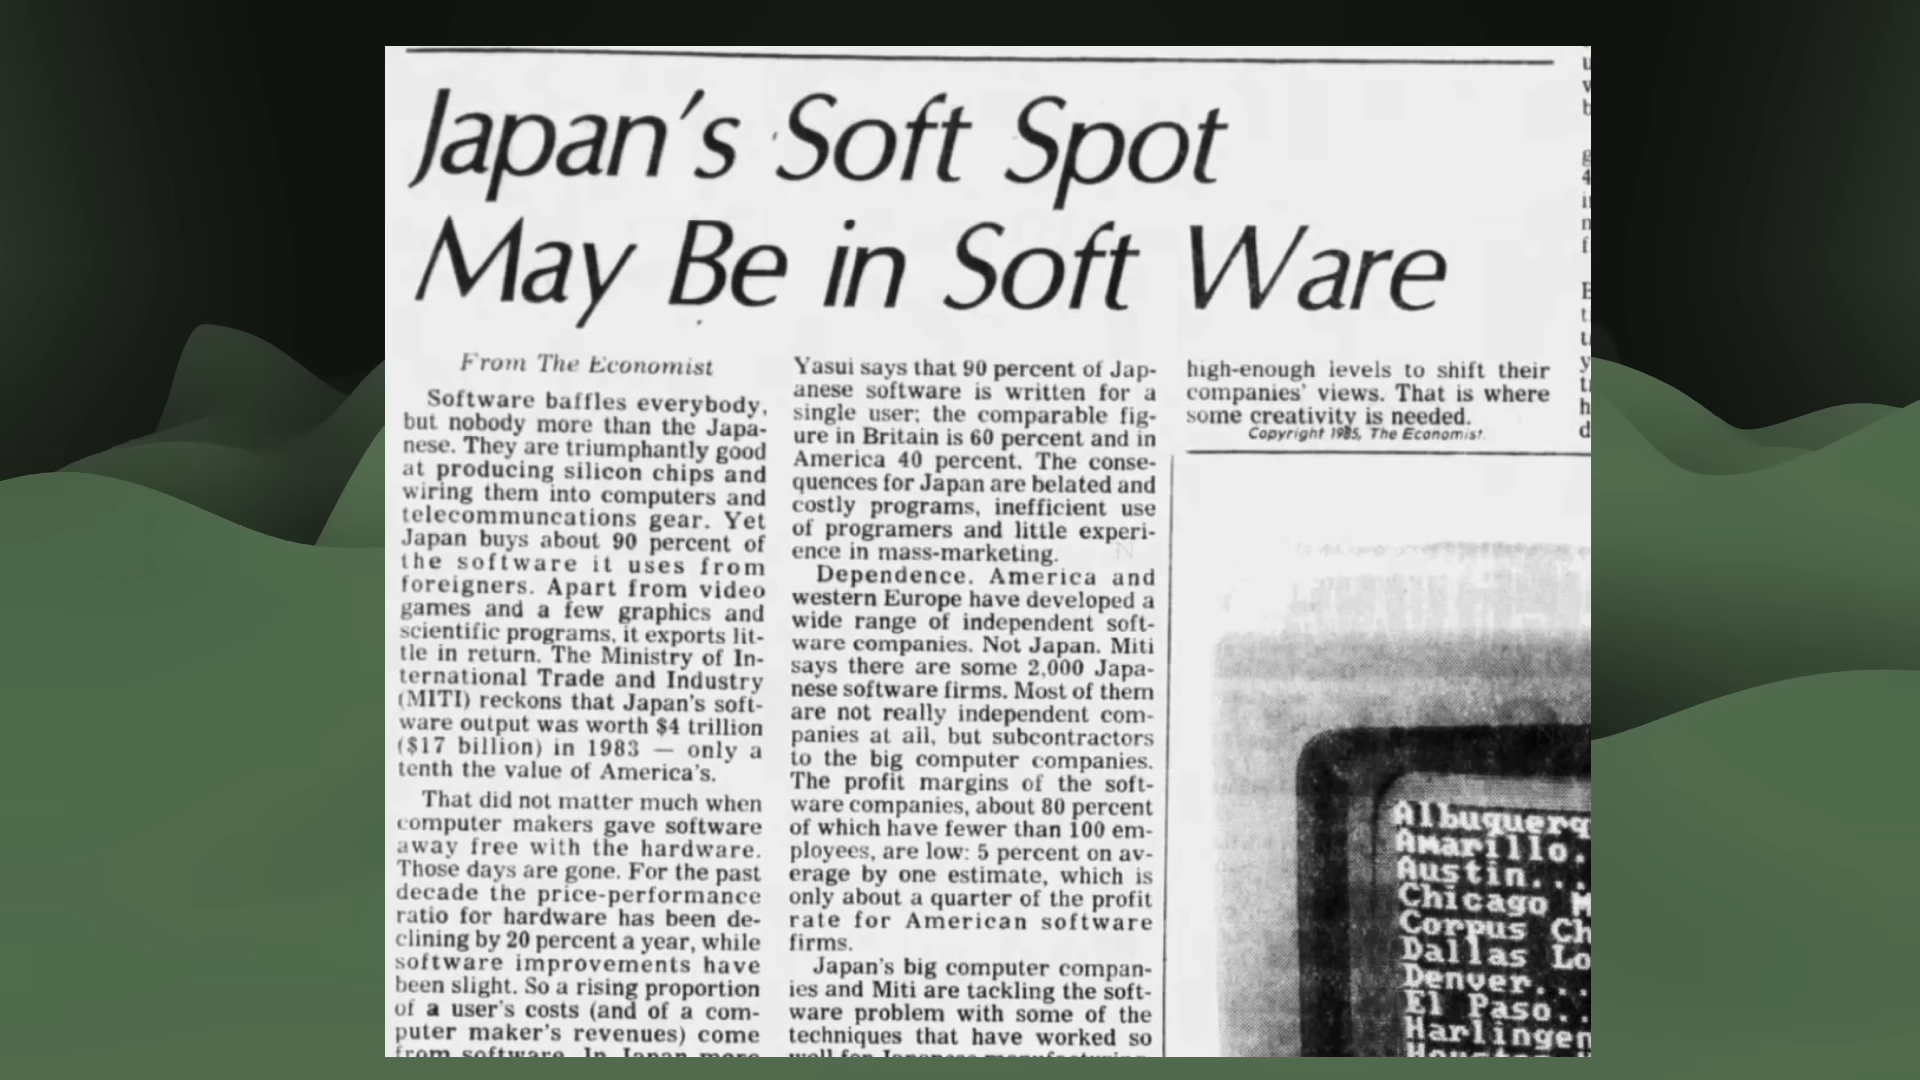 Japan's Soft Spot
May Be in Soft Ware
From The Economist
Software baffles everybody,
but nobody more than the Japa-
nese. They are triumphantly good
at producing silicon chips and
wiring them into computers and
telecommuncations gear. Yet
Japan buys about 90 percent of
the software it uses from
foreigners. Apart from video
games and a few graphics and
scientific programs, it exports lit-
tle in return. The Ministry of In-
ternational Trade and Industry
(MITI) reckons that Japan's soft-
ware output was worth $4 trillion
($17 billion) in 1983 — only a
tenth the value of America's.
That did not matter much when
computer makers gave software
away free with the hardware.
Those days are gone. For the past
decade the price-performance
ratio for hardware has been de-
clining by 20 percent a year, while
software improvements have
been slight. So a rising proportion
of a user's costs (and of a com-
puter maker's revenues) come
from software. In Japan more
Yasui says that 90 percent of Jap-
anese software is written for a
single user; the comparable fig-
ure in Britain is 60 percent and in
America 40 percent. The conse-
quences for Japan are belated and
costly programs, inefficient use
of programers and little experi-
ence in mass-marketing.
Dependence. America and
western Europe have developed a
wide range of independent soft-
ware companies. Not Japan. Miti
says there are some 2,000 Japa-
nese software firms. Most of them
are not really independent com-
panies at all, but subcontractors
to the big computer companies.
The profit margins of the soft-
ware companies, about 80 percent
of which have fewer than 100 em-
ployees, are low: 5 percent on av-
erage by one estimate, which is
only about a quarter of the profit
rate for American software
firms.
Japan's big computer compan-
ies and Miti are tackling the soft-
ware problem with some of the
techniques that have worked so
well for Japanese
high-enough levels to shift their
companies' views. That is where
some creativity is needed.
Copyright 1985, The Economist.
Albuquerq
Amarillo.
Austin...
Chicago M
Corpus Ch
Dallas Lo
Denver...
El Paso..
Harlingen